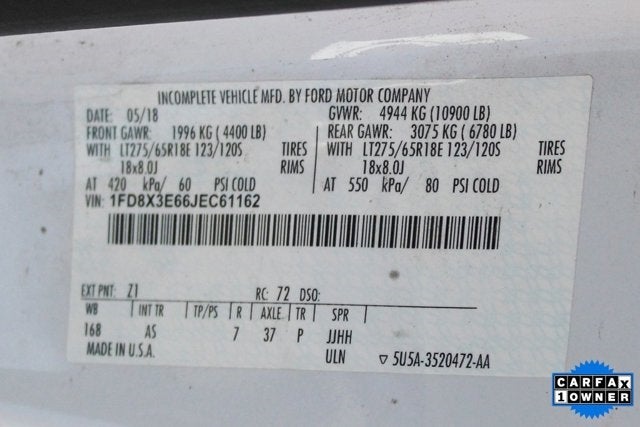 INCOMPLETE VEHICLE MFD. BY FORD MOTOR COMPANY
DATE: 05/18 GVWR: 4944 KG (10900 LB)
FRONT GAWR: 1996 KG ( 4400 LB) REAR GAWR: 3075 KG ( 6780 LB)
WITH LT275/65R18E 123/120S TIRES WITH LT275/65R18E 123/120S TIRES
18x8.0J RIMS 18x8.0J RIMS
AT 420 kPa/ 60 PSI COLD AT 550 kPa/ 80 PSI COLD
VIN: 1FD8X3E66JEC61162
EXT PNT: Z1 RC: 72 DSO:
WB INT TR TP/PS R AXLE TR SPR
168 AS 7 37 P JJHH
MADE IN U.S.A. ULN ▽ 5U5A-3520472-AA
CARFAX
1 OWNER